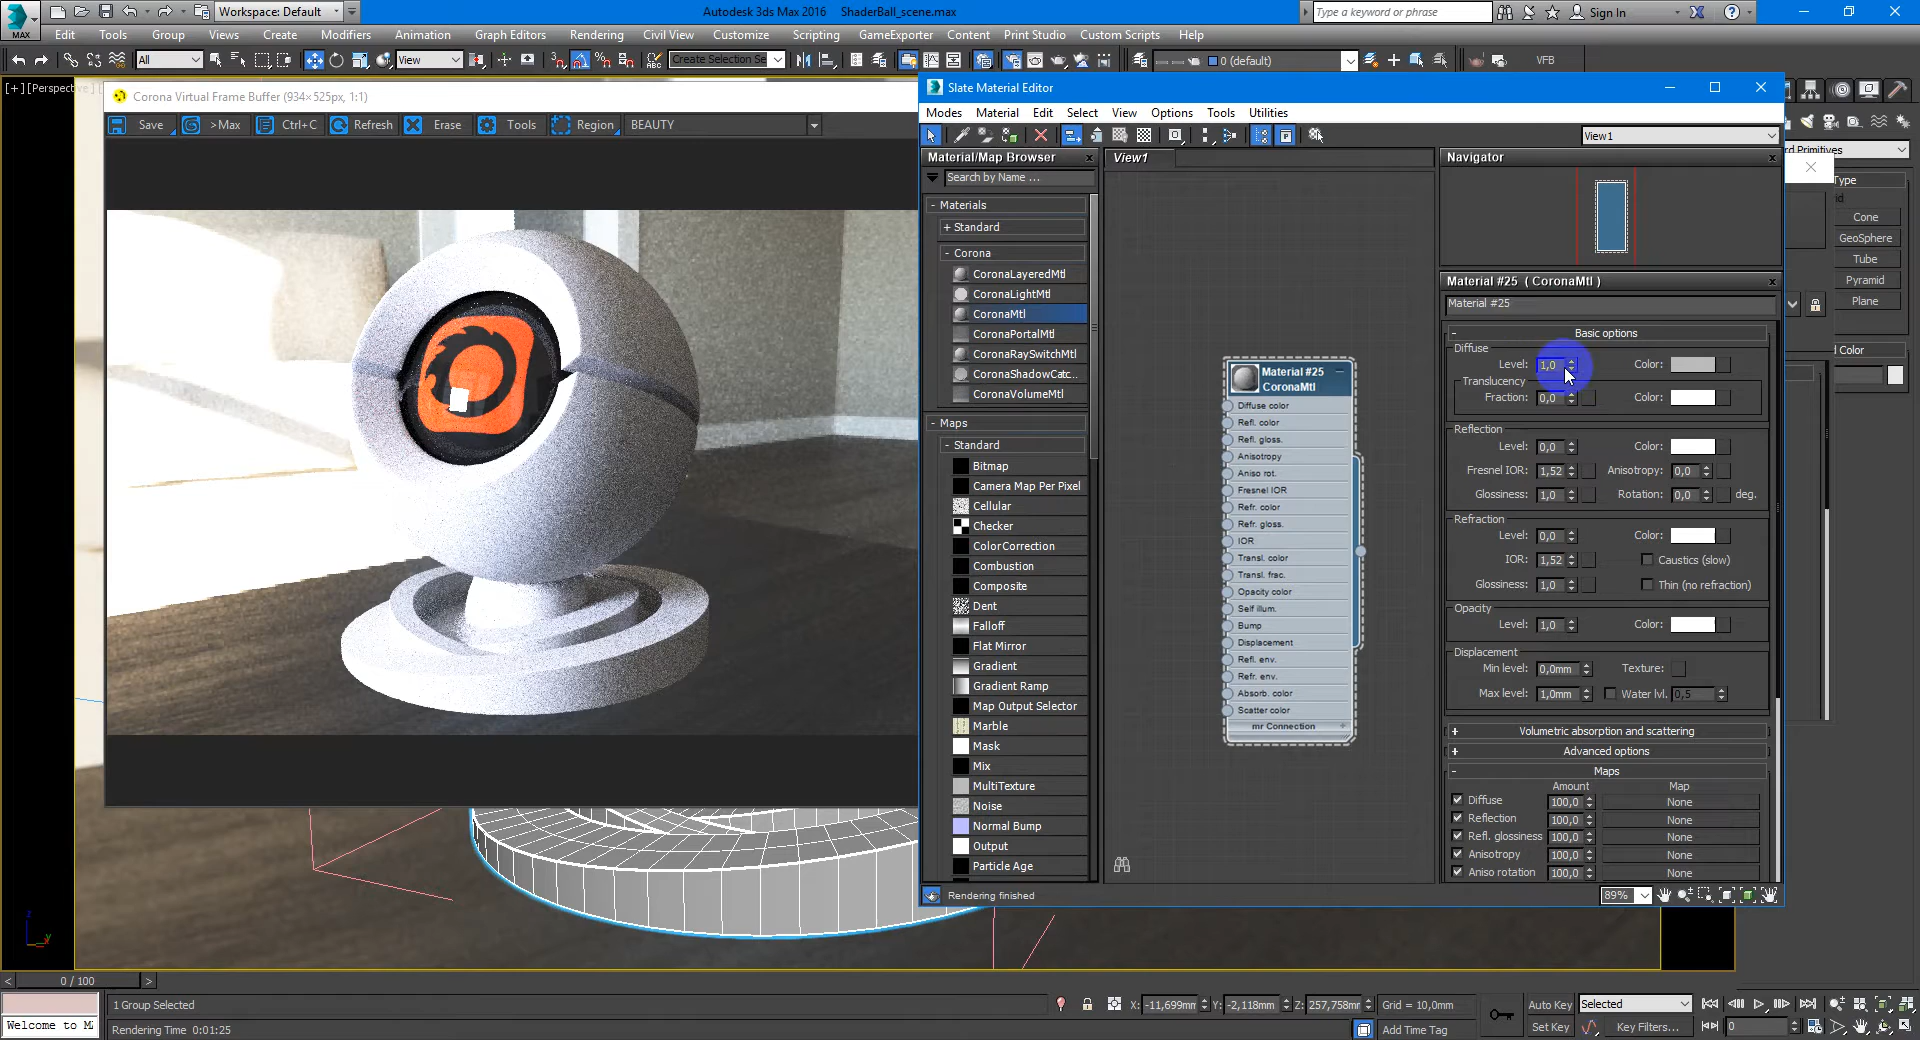 Workspace: Default
Autodesk 3ds Max 2016 ShaderBall_scene.max
Type a keyword or phrase
Sign In
MAX
Edit Tools Group Views Create Modifiers Animation Graph Editors Rendering Civil View Customize Scripting GameExporter Content Print Studio Custom Scripts Help
All
View
Create Selection Se
0 (default)
VFB
[+][Perspective]
Corona Virtual Frame Buffer (934×525px, 1:1)
Save >Max Ctrl+C Refresh Erase Tools Region BEAUTY
Slate Material Editor
Modes Material Edit Select View Options Tools Utilities
View1
Material/Map Browser
Search by Name ...
- Materials
+ Standard
- Corona
CoronaLayeredMtl
CoronaLightMtl
CoronaMtl
CoronaPortalMtl
CoronaRaySwitchMtl
CoronaShadowCatc...
CoronaVolumeMtl
- Maps
- Standard
Bitmap
Camera Map Per Pixel
Cellular
Checker
ColorCorrection
Combustion
Composite
Dent
Falloff
Flat Mirror
Gradient
Gradient Ramp
Map Output Selector
Marble
Mask
Mix
MultiTexture
Noise
Normal Bump
Output
Particle Age
Rendering finished
View1
Material #25
CoronaMtl
Diffuse color
Refl. color
Refl. gloss.
Anisotropy
Aniso rot.
Fresnel IOR
Refr. color
Refr. gloss.
IOR
Transl. color
Transl. frac.
Opacity color
Self illum.
Bump
Displacement
Refl. env.
Refr. env.
Absorb. color
Scatter color
mr Connection +
Navigator
Material #25 ( CoronaMtl )
Material #25
- Basic options
Diffuse
Level: 1,0 Color:
Translucency
Fraction: 0,0 Color:
Reflection
Level: 0,0 Color:
Fresnel IOR: 1,52 Anisotropy: 0,0
Glossiness: 1,0 Rotation: 0,0 deg.
Refraction
Level: 0,0 Color:
IOR: 1,52 Caustics (slow)
Glossiness: 1,0 Thin (no refraction)
Opacity
Level: 1,0 Color:
Displacement
Min level: 0,0mm Texture:
Max level: 1,0mm Water lvl. 0,5
+ Volumetric absorption and scattering
+ Advanced options
- Maps
Amount Map
Diffuse 100,0 None
Reflection 100,0 None
Refl. glossiness 100,0 None
Anisotropy 100,0 None
Aniso rotation 100,0 None
89%
d Primitives
Type
id
Cone
GeoSphere
Tube
Pyramid
Plane
l Color
0 / 100
1 Group Selected
X: -11,699mm Y: -2,118mm Z: 257,758mm Grid = 10,0mm
Auto Key Selected
Welcome to M
Rendering Time 0:01:25
Add Time Tag
Set Key Key Filters...
0